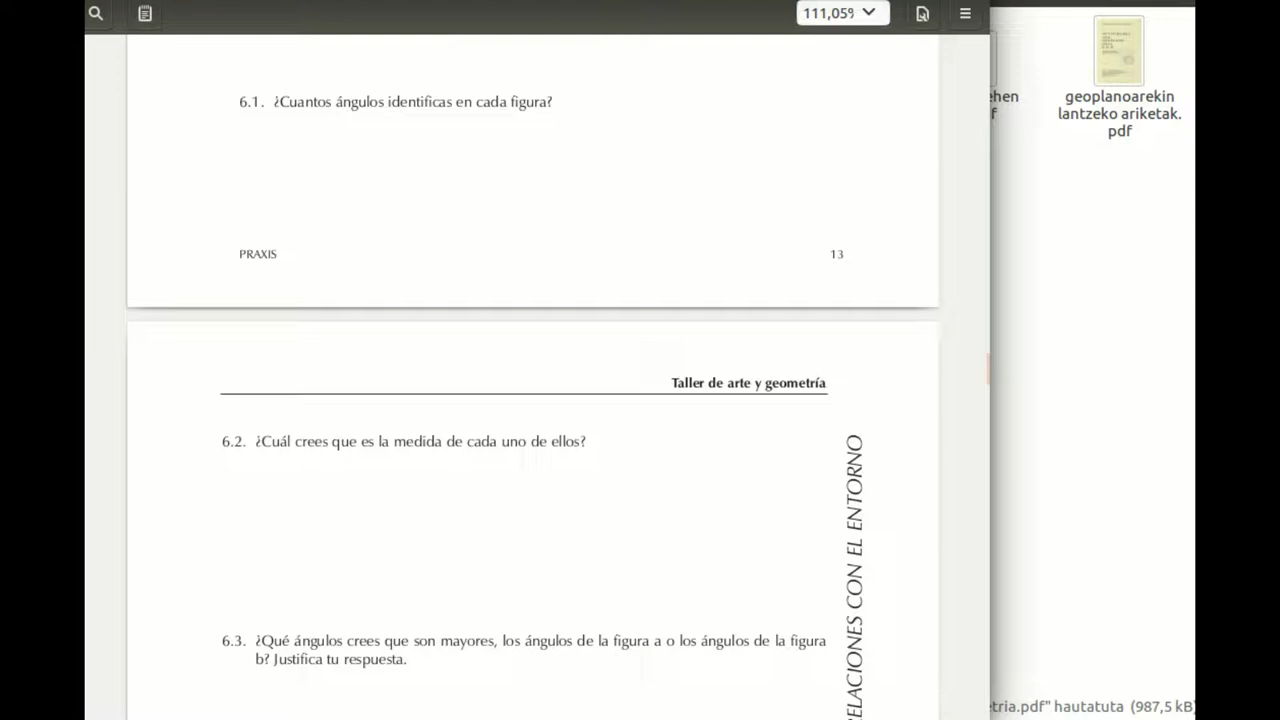 111,05%
6.1. ¿Cuantos ángulos identificas en cada figura?
PRAXIS
13
Taller de arte y geometría
6.2. ¿Cuál crees que es la medida de cada uno de ellos?
6.3. ¿Qué ángulos crees que son mayores, los ángulos de la figura a o los ángulos de la figura
b? Justifica tu respuesta.
ELACIONES CON EL ENTORNO
ehen
f
geoplanoarekin
lantzeko ariketak.
pdf
etria.pdf" hautatuta (987,5 kB)